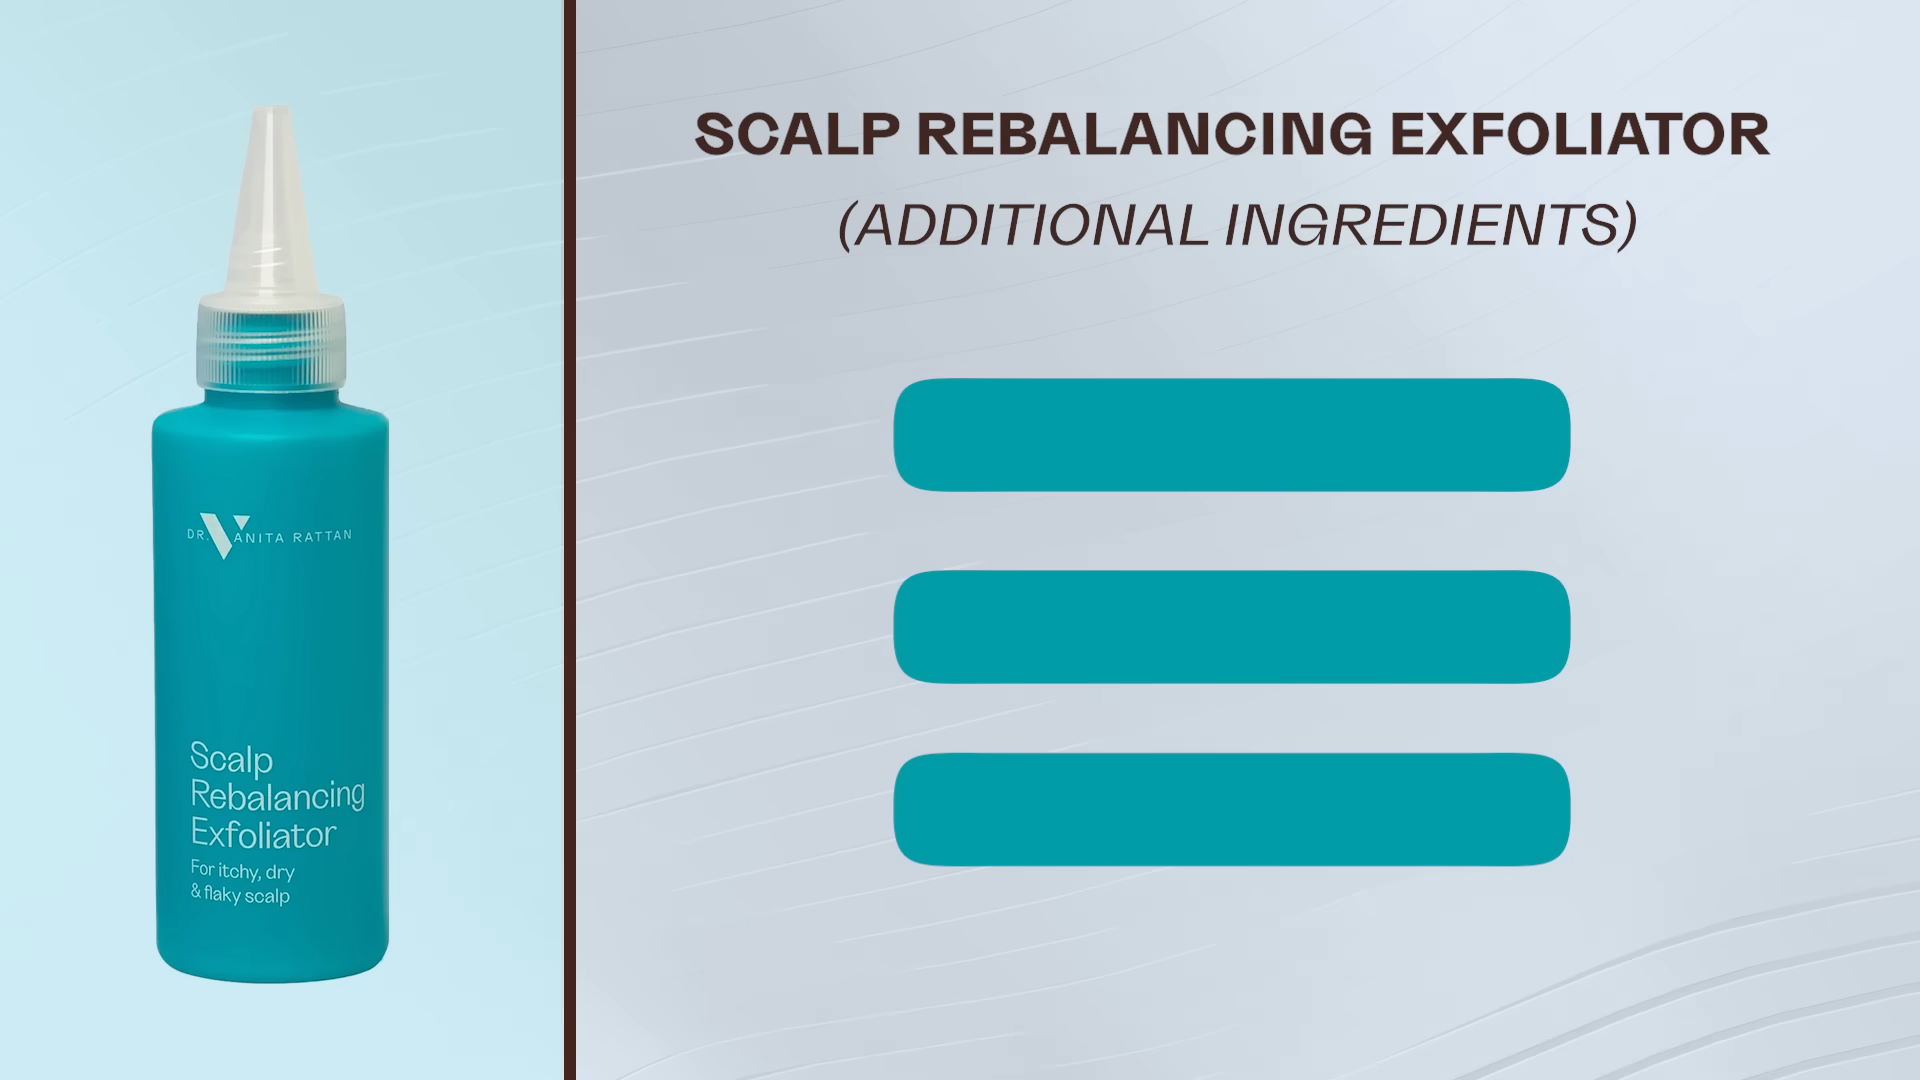 SCALP REBALANCING EXFOLIATOR
(ADDITIONAL INGREDIENTS)
DR. VANITA RATTAN
Scalp
Rebalancing
Exfoliator
For itchy, dry
& flaky scalp